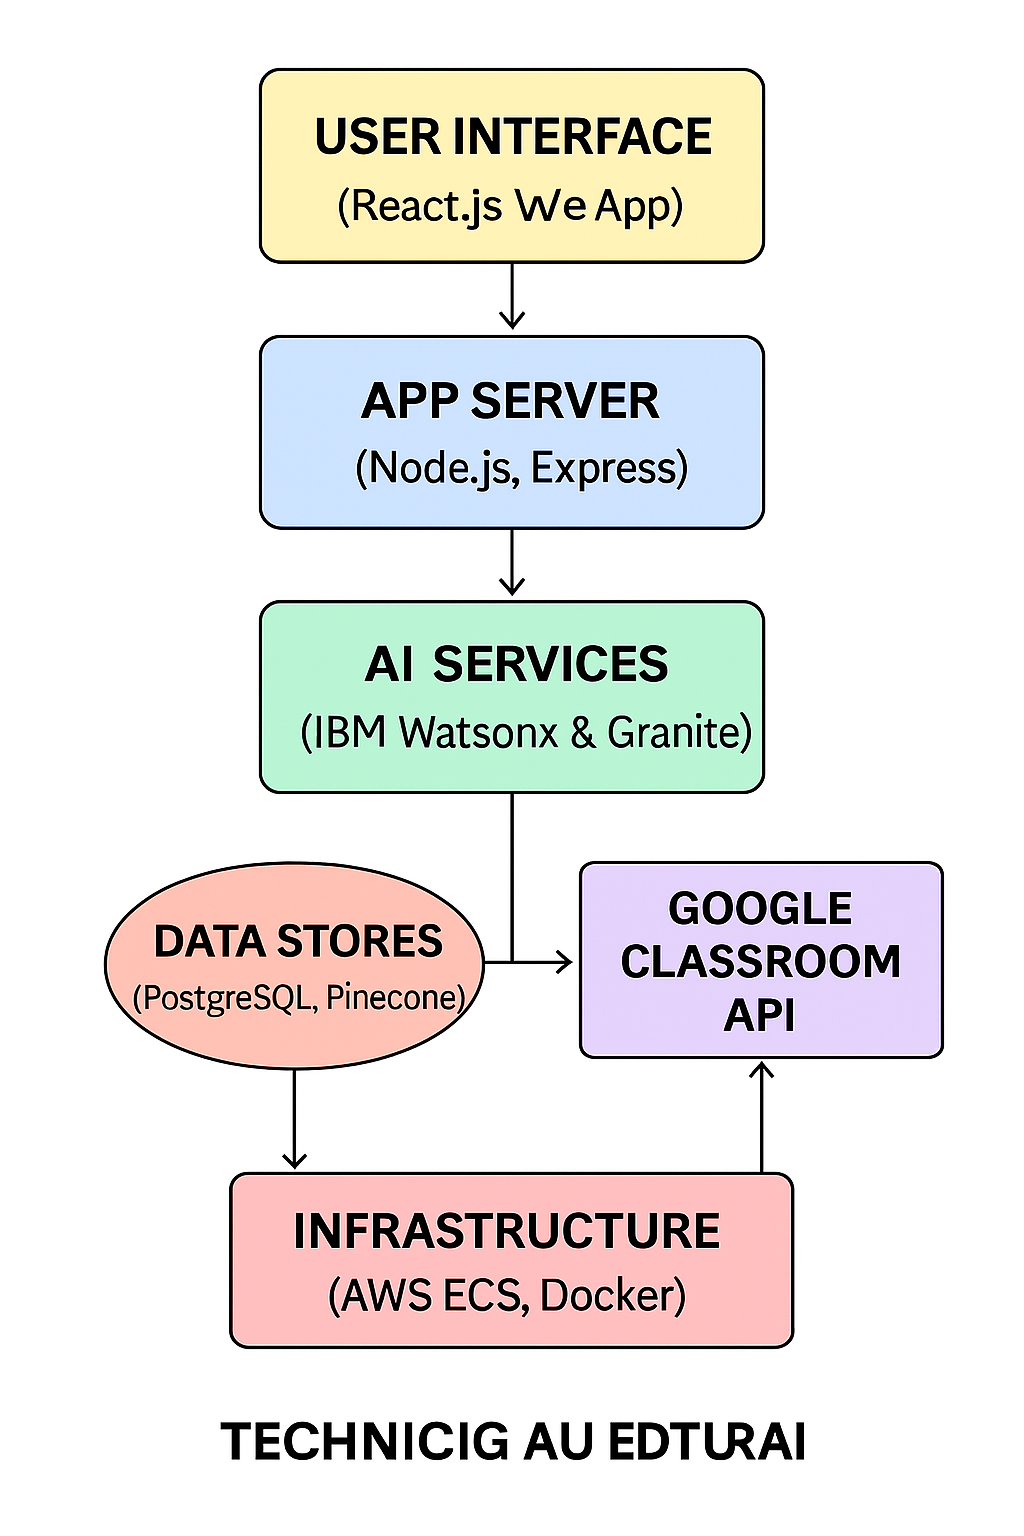 USER INTERFACE
(React.js We App)
APP SERVER
(Node.js, Express)
AI SERVICES
(IBM Watsonx & Granite)
DATA STORES
(PostgreSQL, Pinecone)
GOOGLE
CLASSROOM
API
INFRASTRUCTURE
(AWS ECS, Docker)
TECHNICIG AU EDTURAI